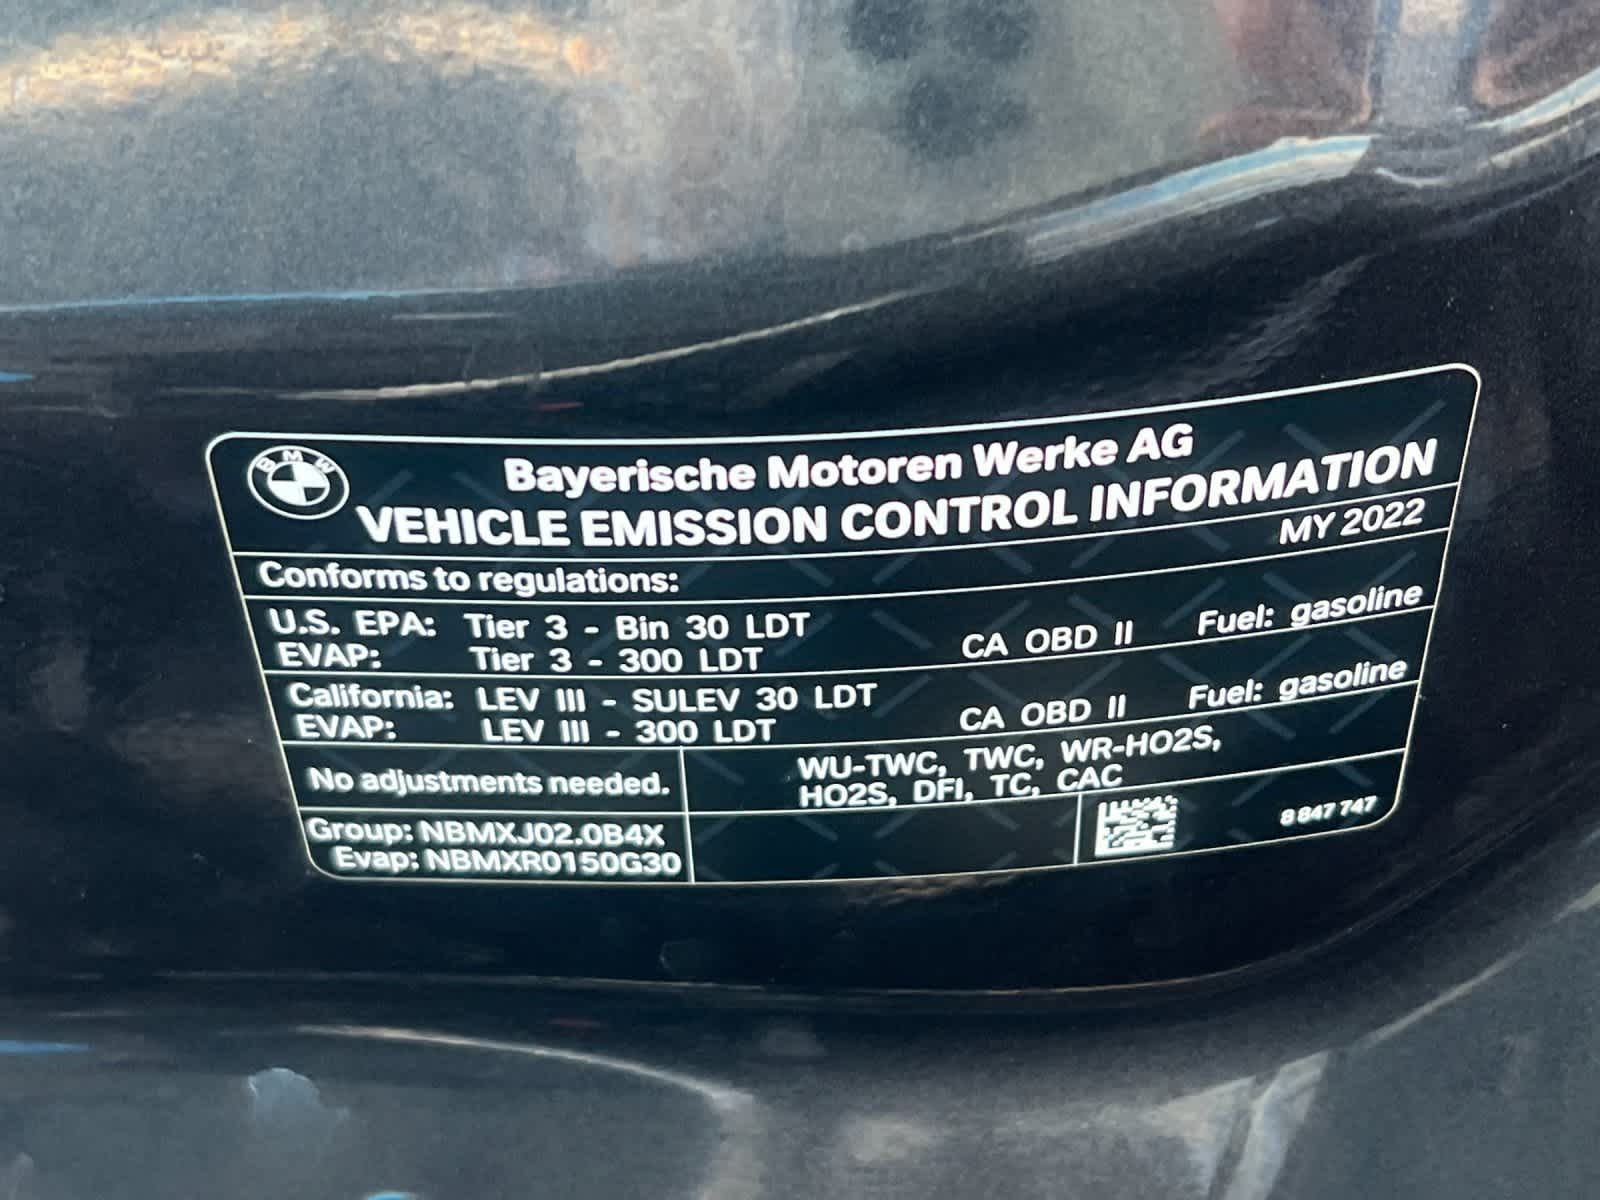 BMW
Bayerische Motoren Werke AG
VEHICLE EMISSION CONTROL INFORMATION
MY 2022
Conforms to regulations:
U.S. EPA: Tier 3 - Bin 30 LDT CA OBD II Fuel: gasoline
EVAP: Tier 3 - 300 LDT
California: LEV III - SULEV 30 LDT CA OBD II Fuel: gasoline
EVAP: LEV III - 300 LDT
No adjustments needed.
WU-TWC, TWC, WR-HO2S,
HO2S, DFI, TC, CAC
Group: NBMXJ02.0B4X
Evap: NBMXR0150G30
8 847 747